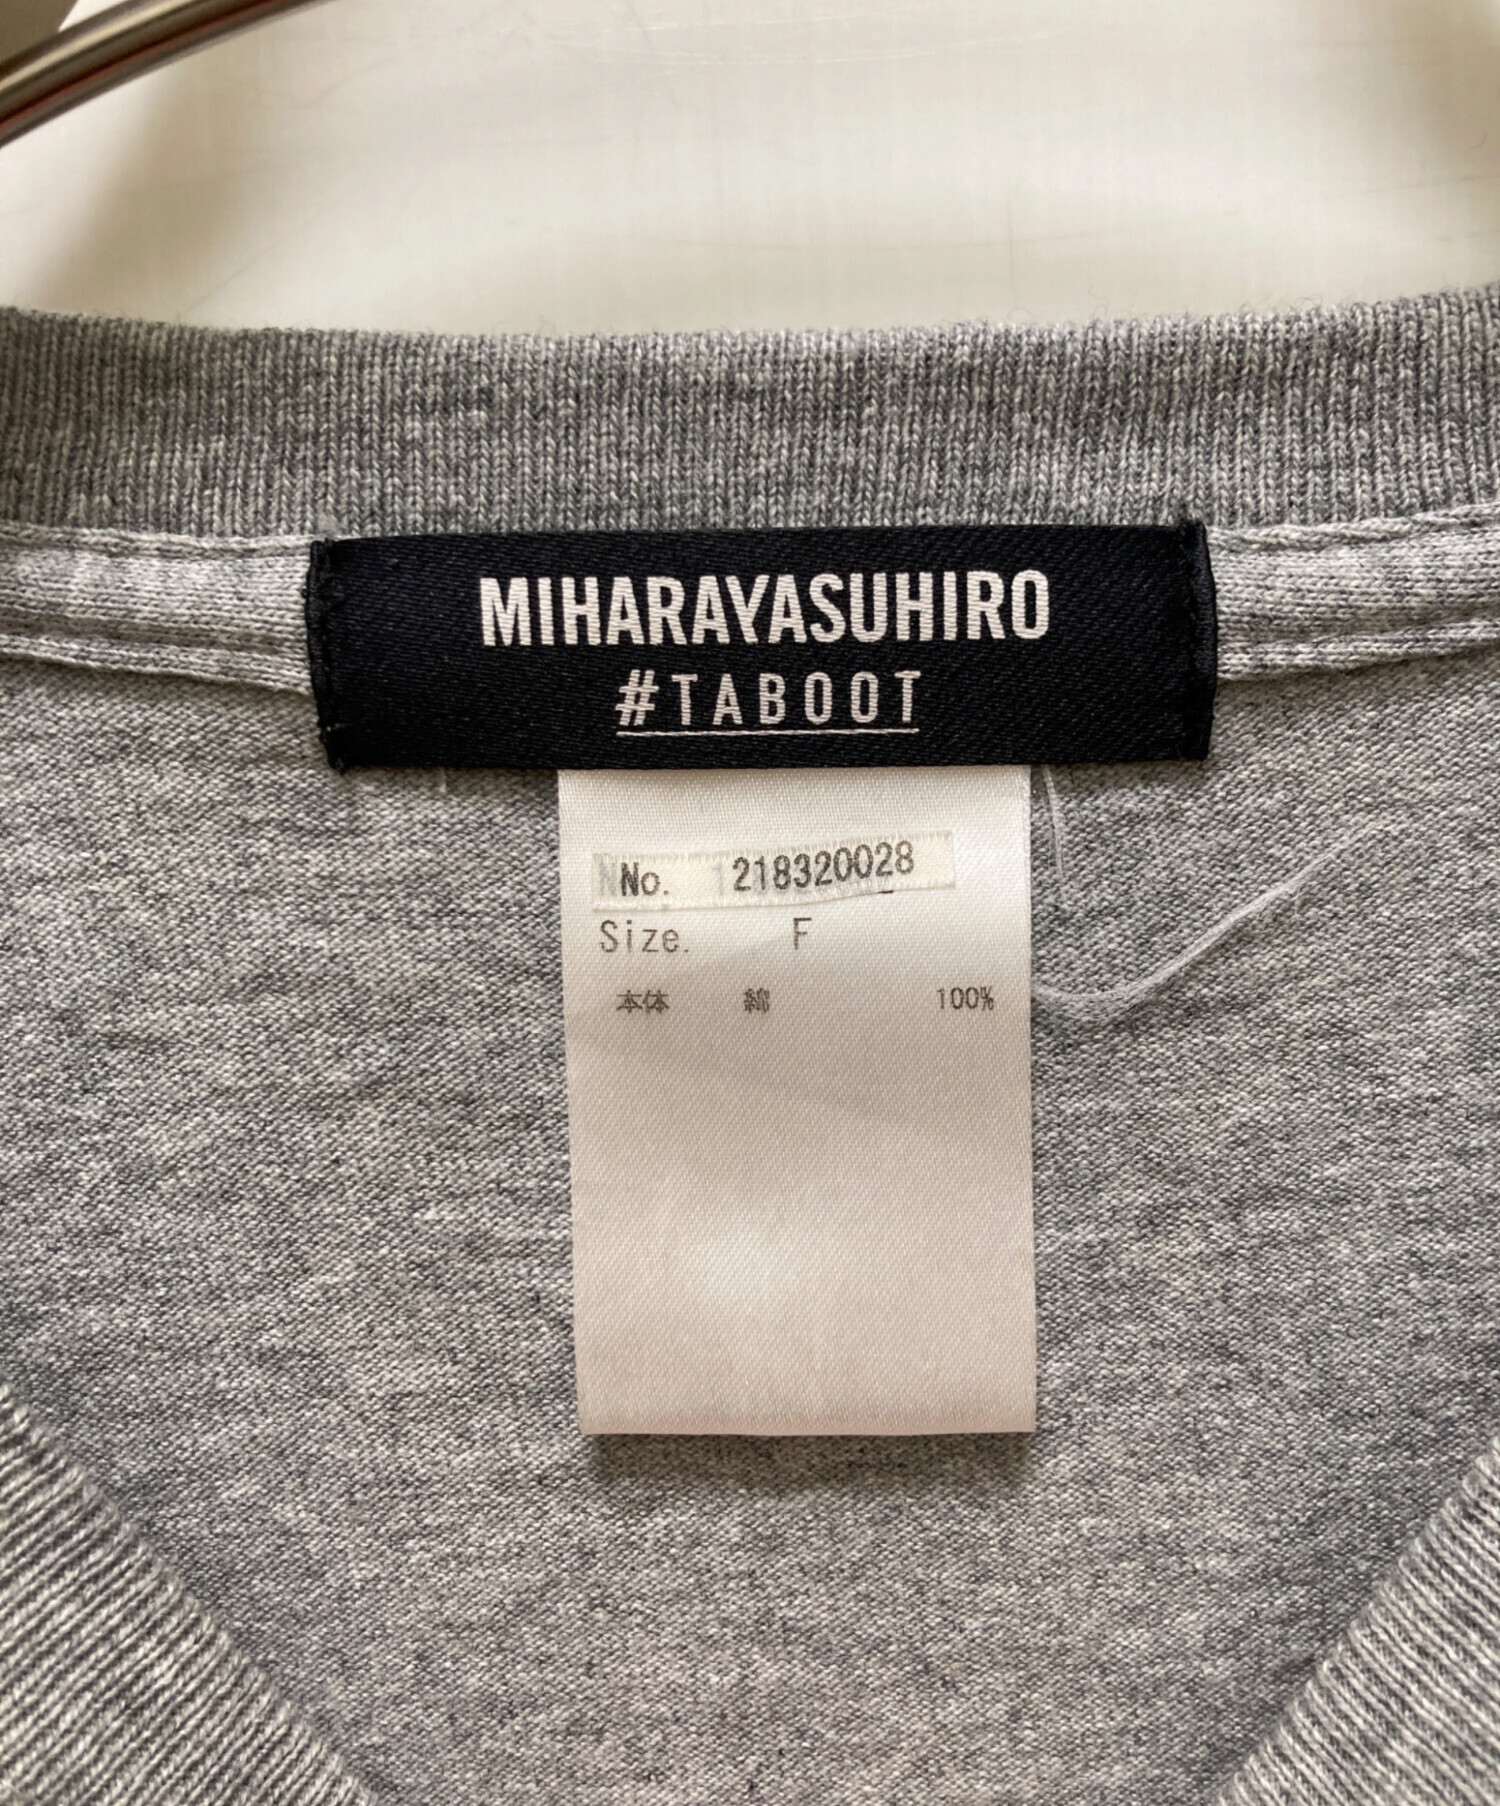 MIHARAYASUHIRO
#TABOOT
No. 218320028
Size. F
本体 綿 100%